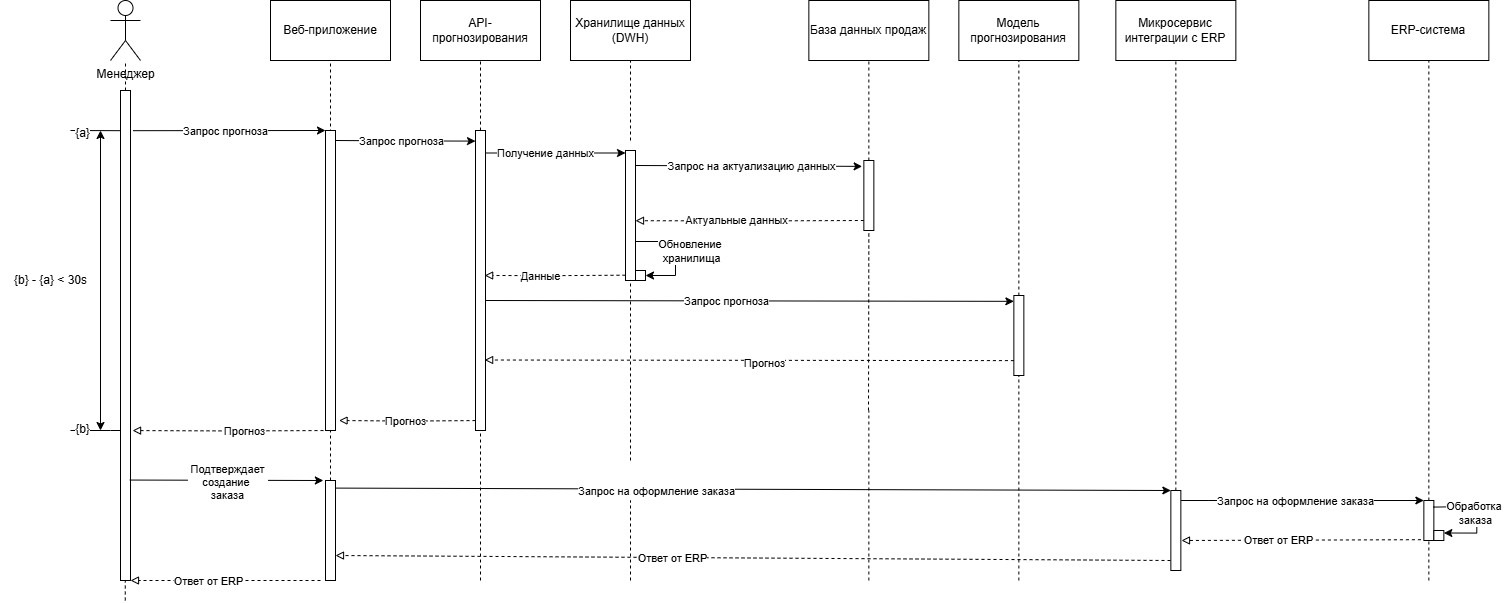 Менеджер
Веб-приложение
API-
прогнозирования
Хранилище данных
(DWH)
База данных продаж
Модель
прогнозирования
Микросервис
интеграции с ERP
ERP-система
{a}
Запрос прогноза
Запрос прогноза
Получение данных
Запрос на актуализацию данных
Актуальные данных
Обновление
хранилища
Данные
{b} - {a} < 30s
Запрос прогноза
Прогноз
Прогноз
{b}
Прогноз
Подтверждает
создание
заказа
Запрос на оформление заказа
Запрос на оформление заказа
Обработка
заказа
Ответ от ERP
Ответ от ERP
Ответ от ERP